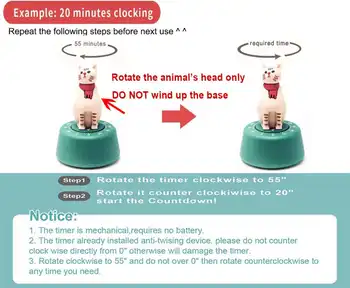 Example: 20 minutes clocking
Repeat the following steps before next use ^ ^
55 minutes
required time
Rotate the animal's head only
DO NOT wind up the base
Step1 Rotate the timer clockwise to 55"
Step2 Rotate it counter clockiwise to 20"
start the Countdown!
Notice:
1. The timer is mechanical,requires no battery.
2. The timer already installed anti-twising device, please do not counter
clock wise directly from 0" otherwise will damage the timer.
3. Rotate clockwise to 55" and do not over 0" then rotate counterclockwise to
any time you need.